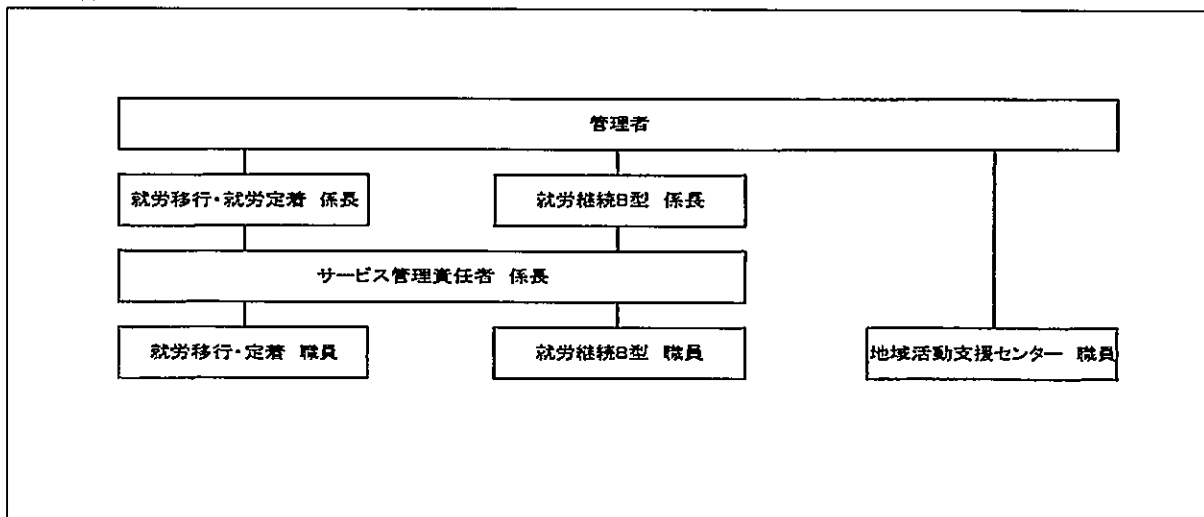 管理者
就労移行・就労定着 係長
就労継続B型 係長
サービス管理責任者 係長
就労移行・定着 職員
就労継続B型 職員
地域活動支援センター 職員